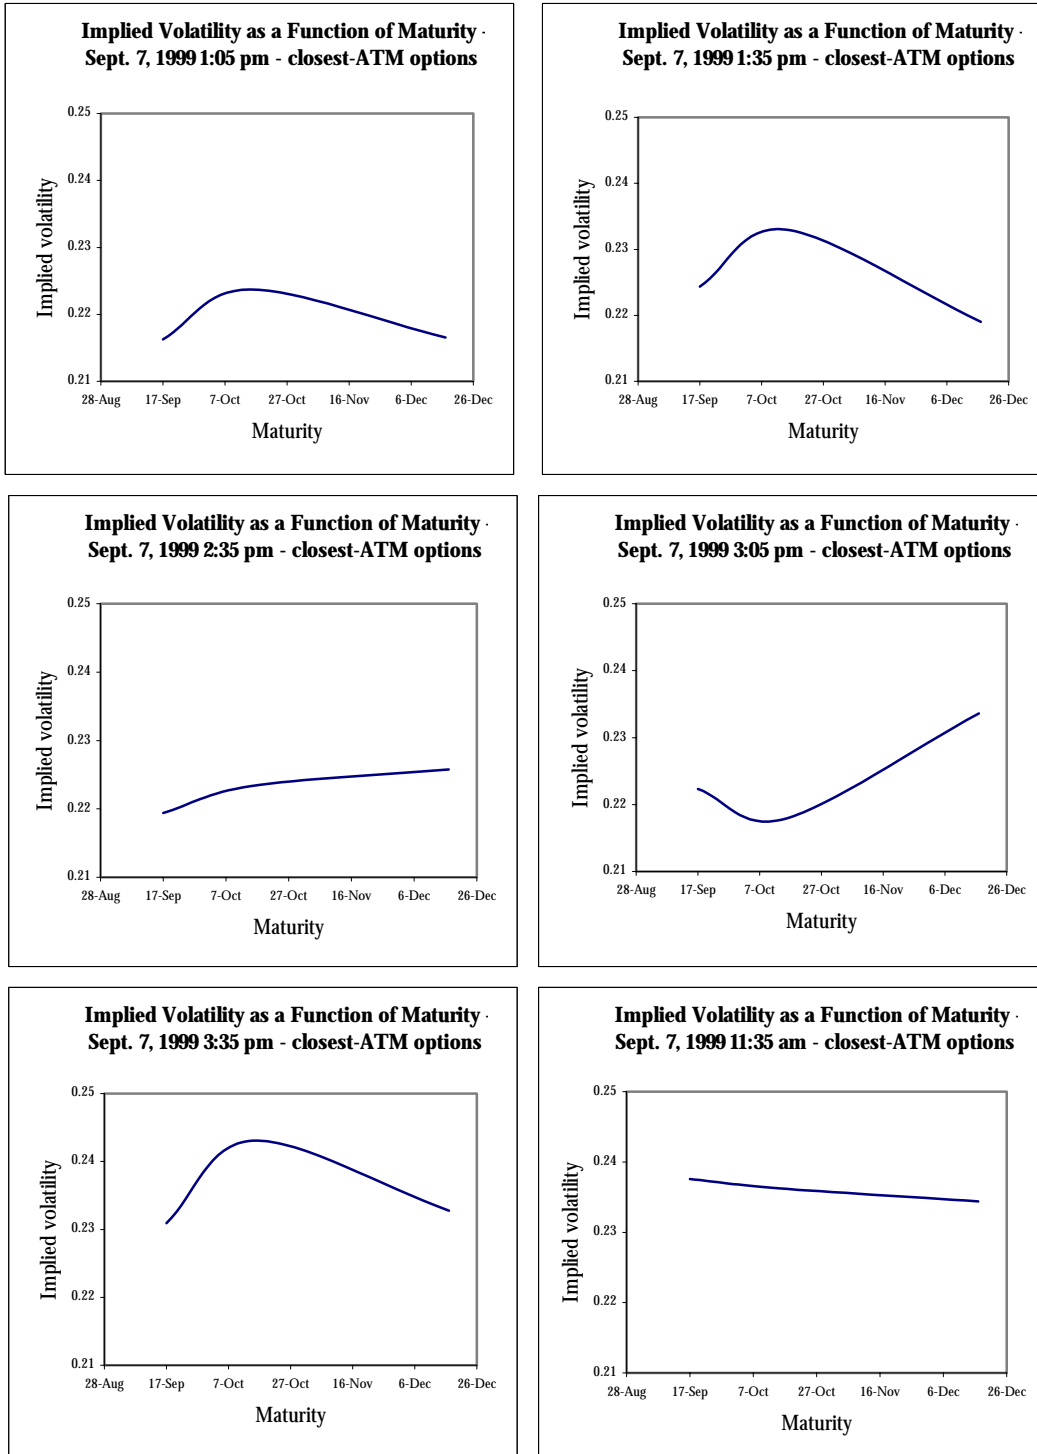 Implied Volatility as a Function of Maturity -
Sept. 7, 1999 1:05 pm - closest-ATM options
0.25
0.24
0.23
0.22
0.21
Implied volatility
28-Aug 17-Sep 7-Oct 27-Oct 16-Nov 6-Dec 26-Dec
Maturity
Implied Volatility as a Function of Maturity -
Sept. 7, 1999 1:35 pm - closest-ATM options
0.25
0.24
0.23
0.22
0.21
Implied volatility
28-Aug 17-Sep 7-Oct 27-Oct 16-Nov 6-Dec 26-Dec
Maturity
Implied Volatility as a Function of Maturity -
Sept. 7, 1999 2:35 pm - closest-ATM options
0.25
0.24
0.23
0.22
0.21
Implied volatility
28-Aug 17-Sep 7-Oct 27-Oct 16-Nov 6-Dec 26-Dec
Maturity
Implied Volatility as a Function of Maturity -
Sept. 7, 1999 3:05 pm - closest-ATM options
0.25
0.24
0.23
0.22
0.21
Implied volatility
28-Aug 17-Sep 7-Oct 27-Oct 16-Nov 6-Dec 26-Dec
Maturity
Implied Volatility as a Function of Maturity -
Sept. 7, 1999 3:35 pm - closest-ATM options
0.25
0.24
0.23
0.22
0.21
Implied volatility
28-Aug 17-Sep 7-Oct 27-Oct 16-Nov 6-Dec 26-Dec
Maturity
Implied Volatility as a Function of Maturity -
Sept. 7, 1999 11:35 am - closest-ATM options
0.25
0.24
0.23
0.22
0.21
Implied volatility
28-Aug 17-Sep 7-Oct 27-Oct 16-Nov 6-Dec 26-Dec
Maturity